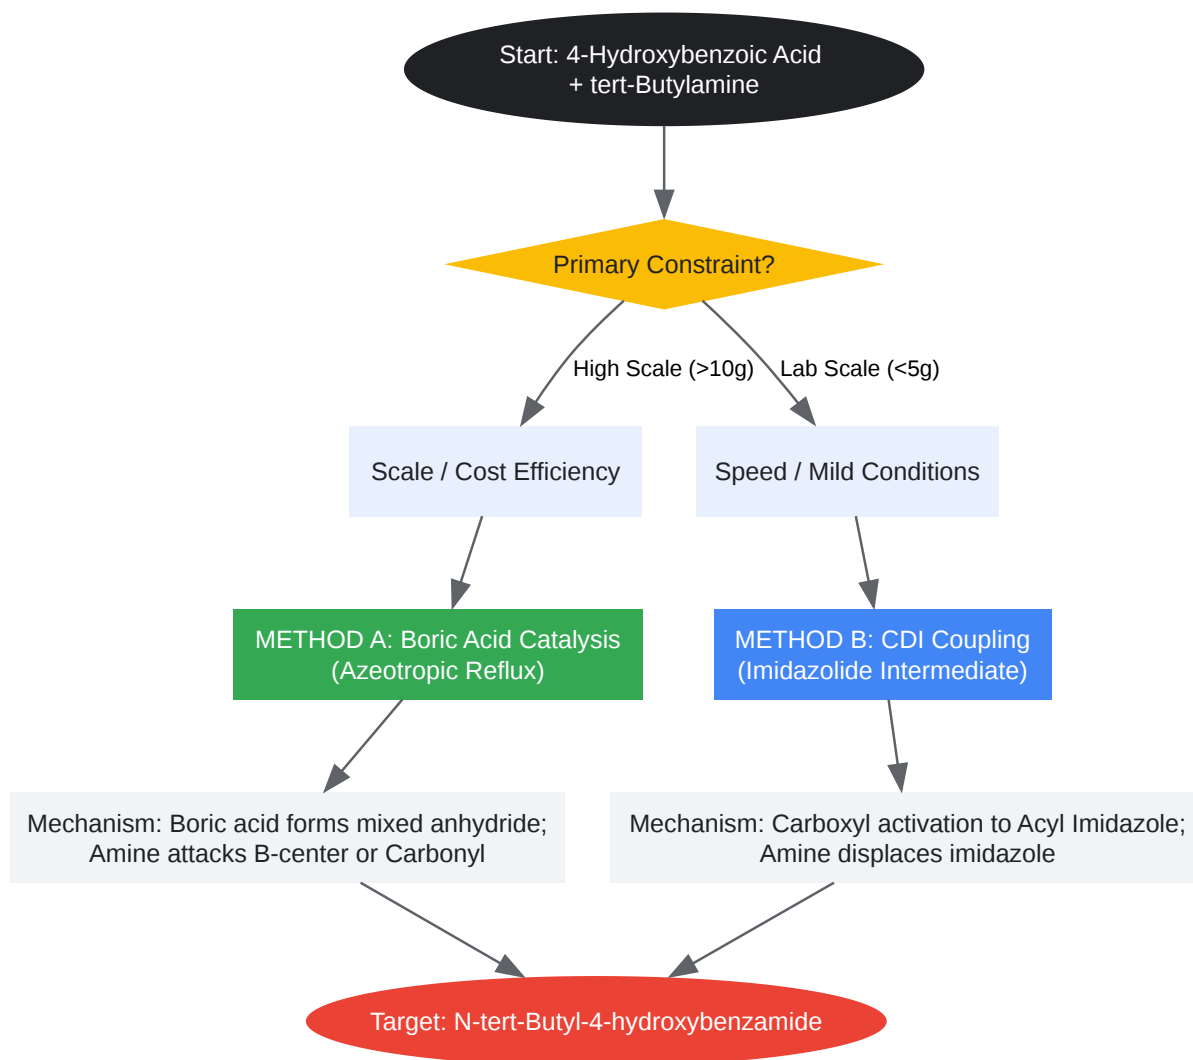 Start: 4-Hydroxybenzoic Acid
+ tert-Butylamine
Primary Constraint?
High Scale (>10g)
Lab Scale (<5g)
Scale / Cost Efficiency
Speed / Mild Conditions
METHOD A: Boric Acid Catalysis
(Azeotropic Reflux)
METHOD B: CDI Coupling
(Imidazolide Intermediate)
Mechanism: Boric acid forms mixed anhydride;
Amine attacks B-center or Carbonyl
Mechanism: Carboxyl activation to Acyl Imidazole;
Amine displaces imidazole
Target: N-tert-Butyl-4-hydroxybenzamide